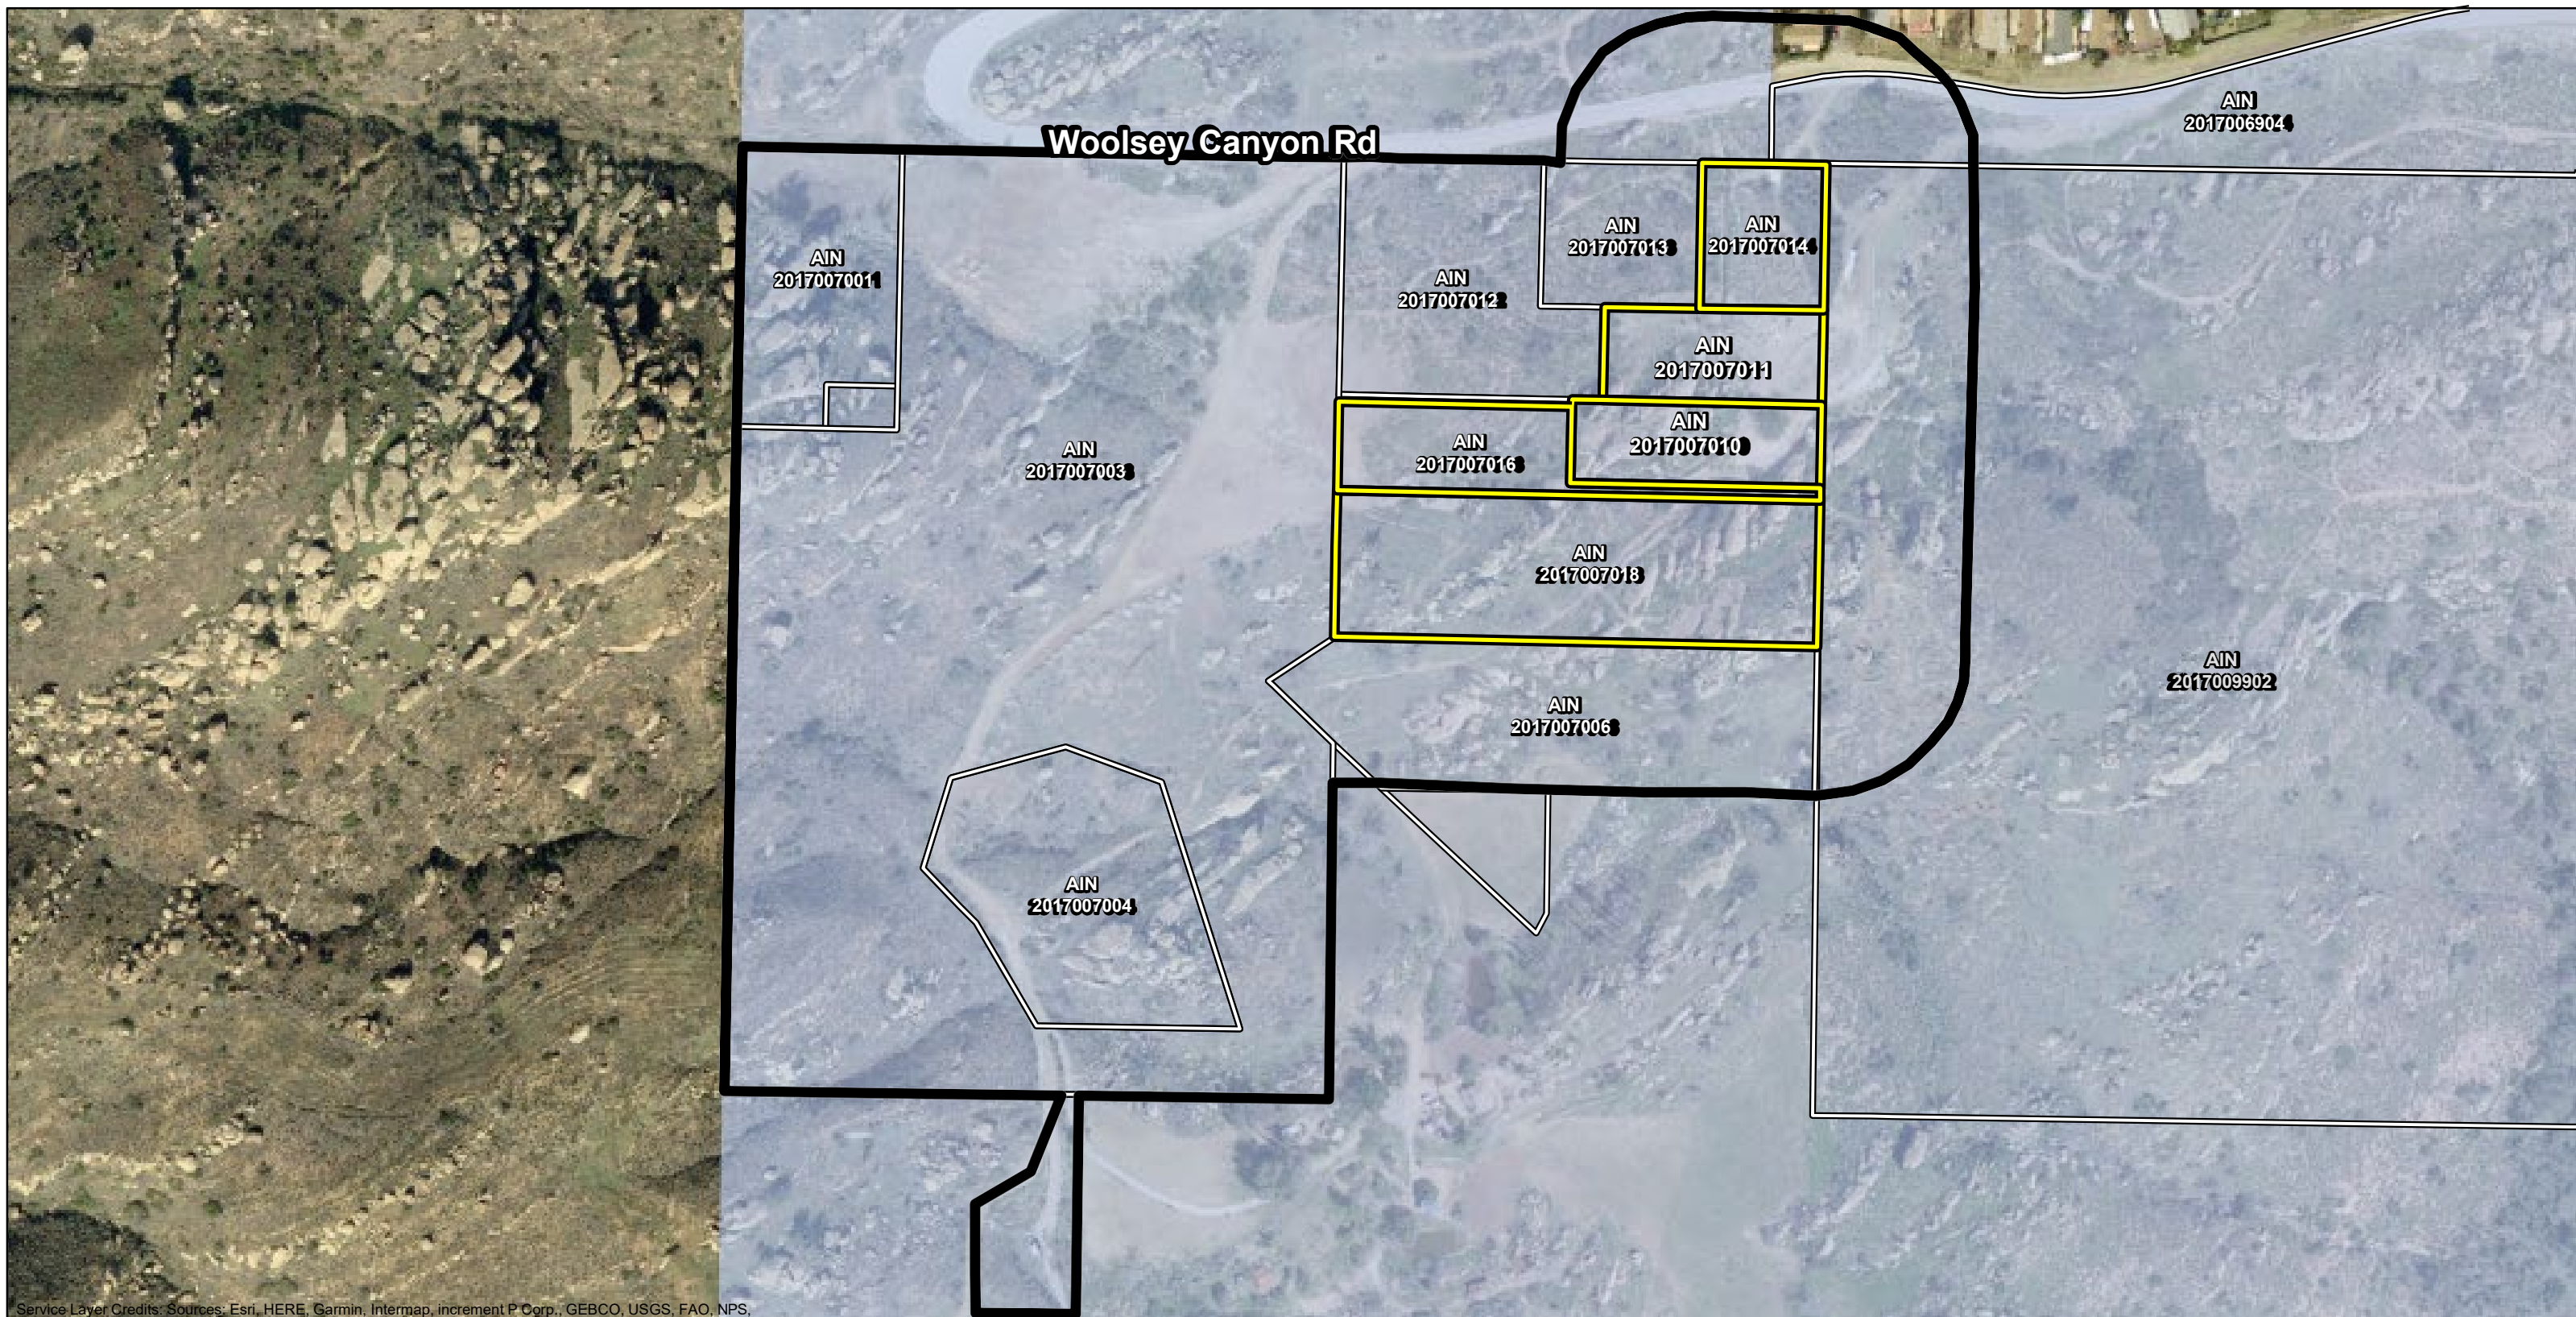 AIN
2017006904
Woolsey Canyon Rd
AIN
2017007001
AIN
2017007013
AIN
2017007014
AIN
2017007012
AIN
2017007011
AIN
2017007003
AIN
2017007016
AIN
2017007010
AIN
2017007018
AIN
2017009902
AIN
2017007006
AIN
2017007004
Service Layer Credits: Sources: Esri, HERE, Garmin, Intermap, increment P Corp., GEBCO, USGS, FAO, NPS,